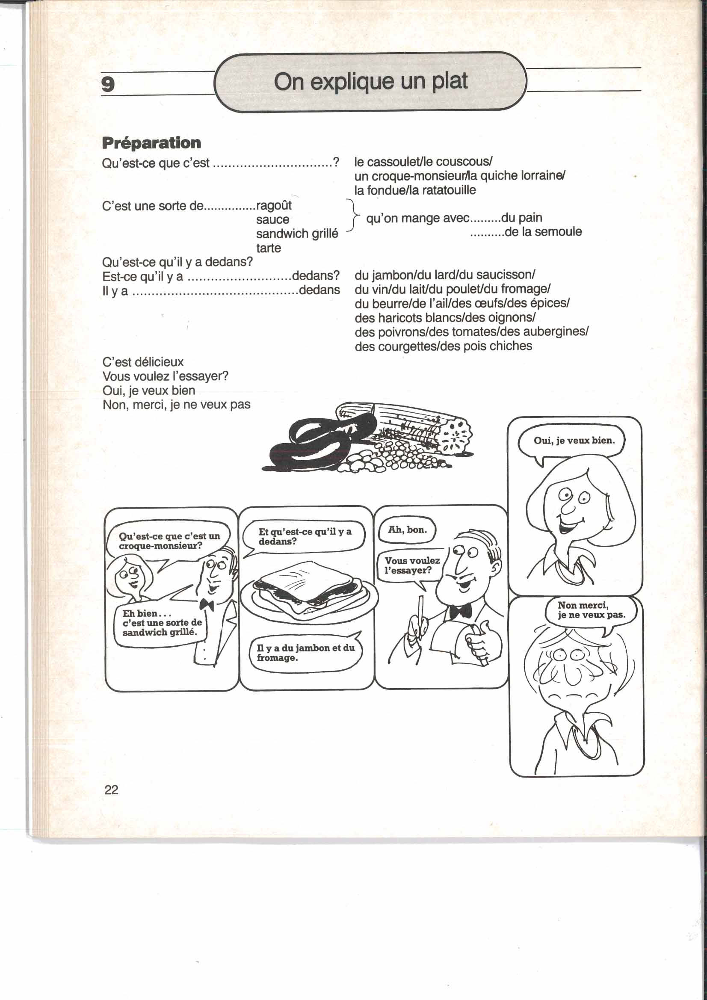 9
On explique un plat
Préparation
Qu'est-ce que c'est ..............................? le cassoulet/le couscous/
un croque-monsieur/la quiche lorraine/
la fondue/la ratatouille
C'est une sorte de...............ragoût
sauce
sandwich grillé
tarte
qu'on mange avec.........du pain
..........de la semoule
Qu'est-ce qu'il y a dedans?
Est-ce qu'il y a ..........................dedans? du jambon/du lard/du saucisson/
Il y a ..........................................dedans du vin/du lait/du poulet/du fromage/
du beurre/de l'ail/des œufs/des épices/
des haricots blancs/des oignons/
des poivrons/des tomates/des aubergines/
des courgettes/des pois chiches
C'est délicieux
Vous voulez l'essayer?
Oui, je veux bien
Non, merci, je ne veux pas
Qu'est-ce que c'est un
croque-monsieur?
Eh bien...
c'est une sorte de
sandwich grillé.
Et qu'est-ce qu'il y a
dedans?
Il y a du jambon et du
fromage.
Ah, bon.
Vous voulez
l'essayer?
Oui, je veux bien.
Non merci,
je ne veux pas.
22